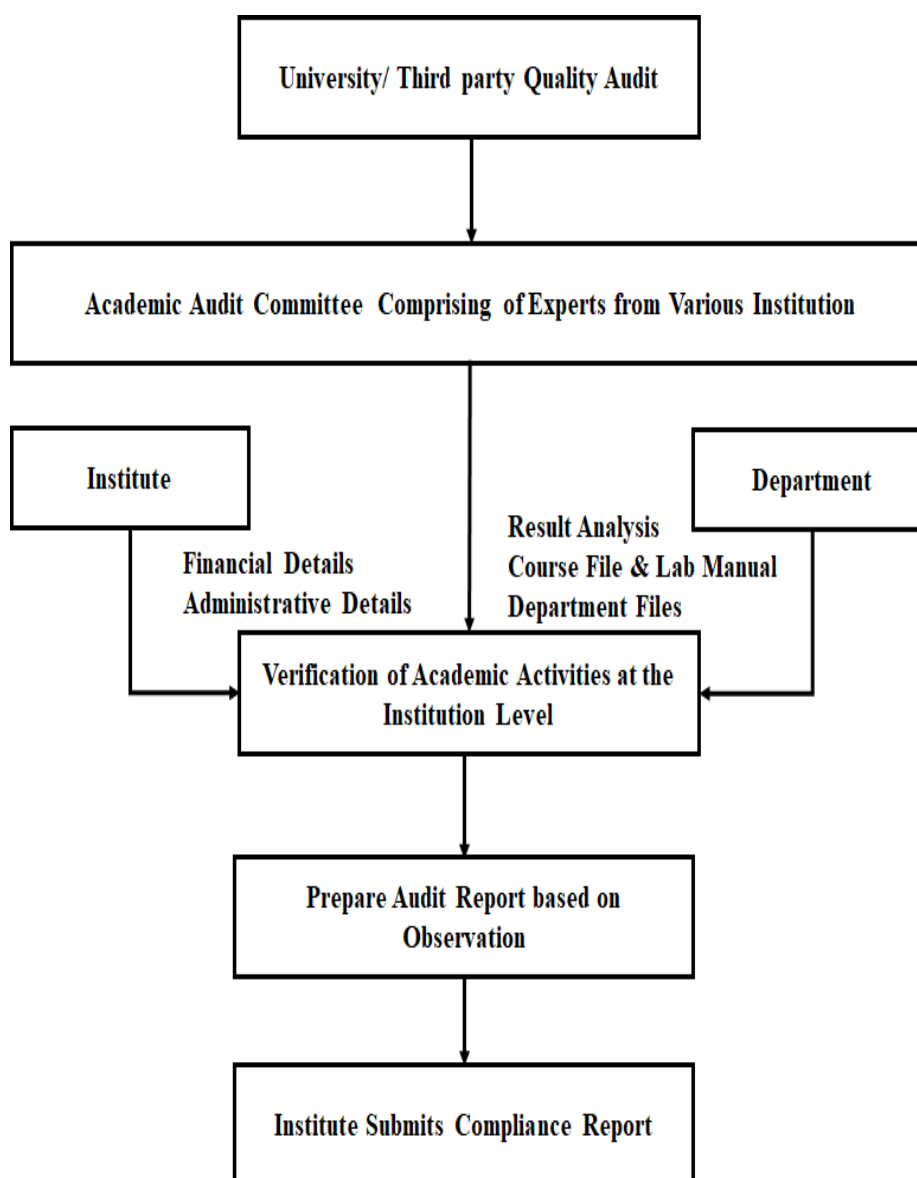 University/ Third party Quality Audit
Academic Audit Committee Comprising of Experts from Various Institution
Institute
Department
Financial Details
Administrative Details
Result Analysis
Course File & Lab Manual
Department Files
Verification of Academic Activities at the
Institution Level
Prepare Audit Report based on
Observation
Institute Submits Compliance Report